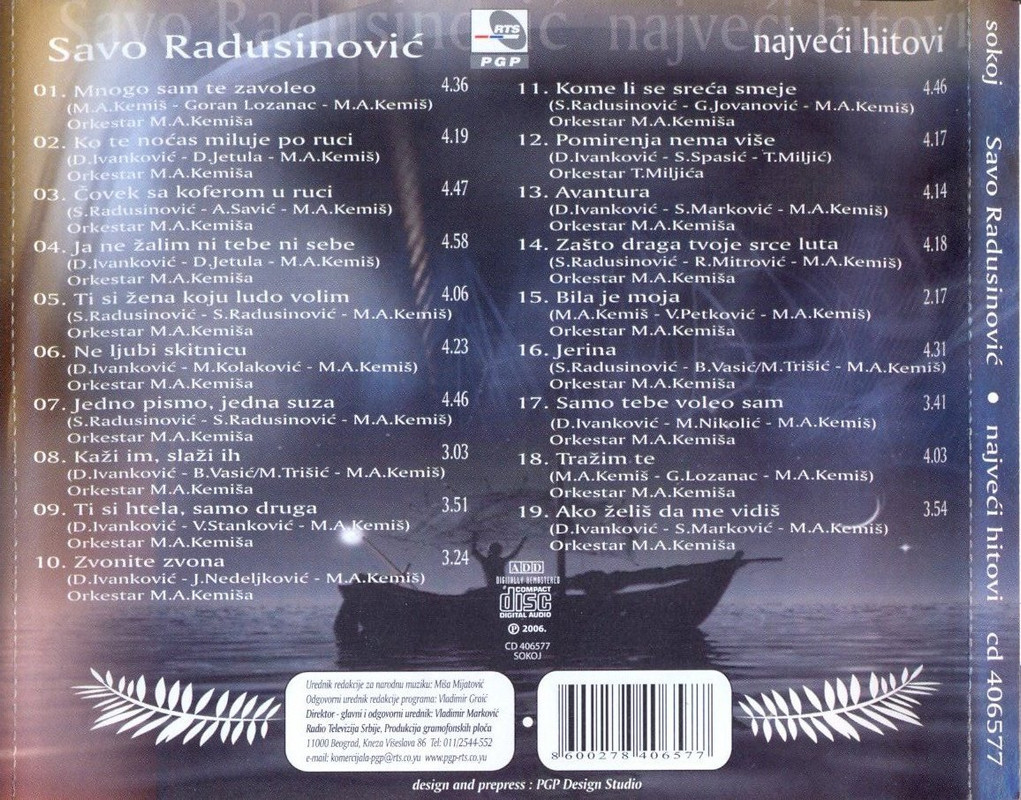 Savo Radusinović
najveći hitovi
RTS
PGP
01. Mnogo sam te zavoleo 4.36
(M.A.Kemiš - Goran Lozanac - M.A.Kemiš)
Orkestar M.A.Kemiša
02. Ko te noćas miluje po ruci 4.19
(D.Ivanković - D.Jetula - M.A.Kemiš)
Orkestar M.A.Kemiša
03. Čovek sa koferom u ruci 4.47
(S.Radusinović - A.Savić - M.A.Kemiš)
Orkestar M.A.Kemiša
04. Ja ne žalim ni tebe ni sebe 4.58
(D.Ivanković - D.Jetula - M.A.Kemiš)
Orkestar M.A.Kemiša
05. Ti si žena koju ludo volim 4.06
(S.Radusinović - S.Radusinović - M.A.Kemiš)
Orkestar M.A.Kemiša
06. Ne ljubi skitnicu 4.23
(D.Ivanković - M.Kolaković - M.A.Kemiš)
Orkestar M.A.Kemiša
07. Jedno pismo, jedna suza 4.46
(S.Radusinović - S.Radusinović - M.A.Kemiš)
Orkestar M.A.Kemiša
08. Kaži im, slaži ih 3.03
(D.Ivanković - B.Vasić/M.Trišić - M.A.Kemiš)
Orkestar M.A.Kemiša
09. Ti si htela, samo druga 3.51
(D.Ivanković - V.Stanković - M.A.Kemiš)
Orkestar M.A.Kemiša
10. Zvonite zvona 3.24
(D.Ivanković - J.Nedeljković - M.A.Kemiš)
Orkestar M.A.Kemiša
11. Kome li se sreća smeje 4.46
(S.Radusinović - G.Jovanović - M.A.Kemiš)
Orkestar M.A.Kemiša
12. Pomirenja nema više 4.17
(D.Ivanković - S.Spasić - T.Miljić)
Orkestar T.Miljića
13. Avantura 4.14
(D.Ivanković - S.Marković - M.A.Kemiš)
Orkestar M.A.Kemiša
14. Zašto draga tvoje srce luta 4.18
(S.Radusinović - R.Mitrović - M.A.Kemiš)
Orkestar M.A.Kemiša
15. Bila je moja 2.17
(M.A.Kemiš - V.Petković - M.A.Kemiš)
Orkestar M.A.Kemiša
16. Jerina 4.31
(S.Radusinović - B.Vasić/M.Trišić - M.A.Kemiš)
Orkestar M.A.Kemiša
17. Samo tebe voleo sam 3.41
(D.Ivanković - M.Nikolić - M.A.Kemiš)
Orkestar M.A.Kemiša
18. Tražim te 4.03
(M.A.Kemiš - G.Lozanac - M.A.Kemiš)
Orkestar M.A.Kemiša
19. Ako želiš da me vidiš 3.54
(D.Ivanković - S.Marković - M.A.Kemiš)
Orkestar M.A.Kemiša
ADD
DIGITALLY REMASTERED
COMPACT
disc
DIGITAL AUDIO
℗ 2006.
CD 406577
SOKOJ
Urednik redakcije za narodnu muziku: Miša Mijatović
Odgovorni urednik redakcije programa: Vladimir Graić
Direktor - glavni i odgovorni urednik: Vladimir Marković
Radio Televizija Srbije, Produkcija gramofonskih ploča
11000 Beograd, Kneza Višeslava 86 Tel: 011/2544-552
e-mail: komercijala-pgp@rts.co.yu www.pgp-rts.co.yu
8 600278 406577
design and prepress : PGP Design Studio
sokoj Savo Radusinović • najveći hitovi cd 406577